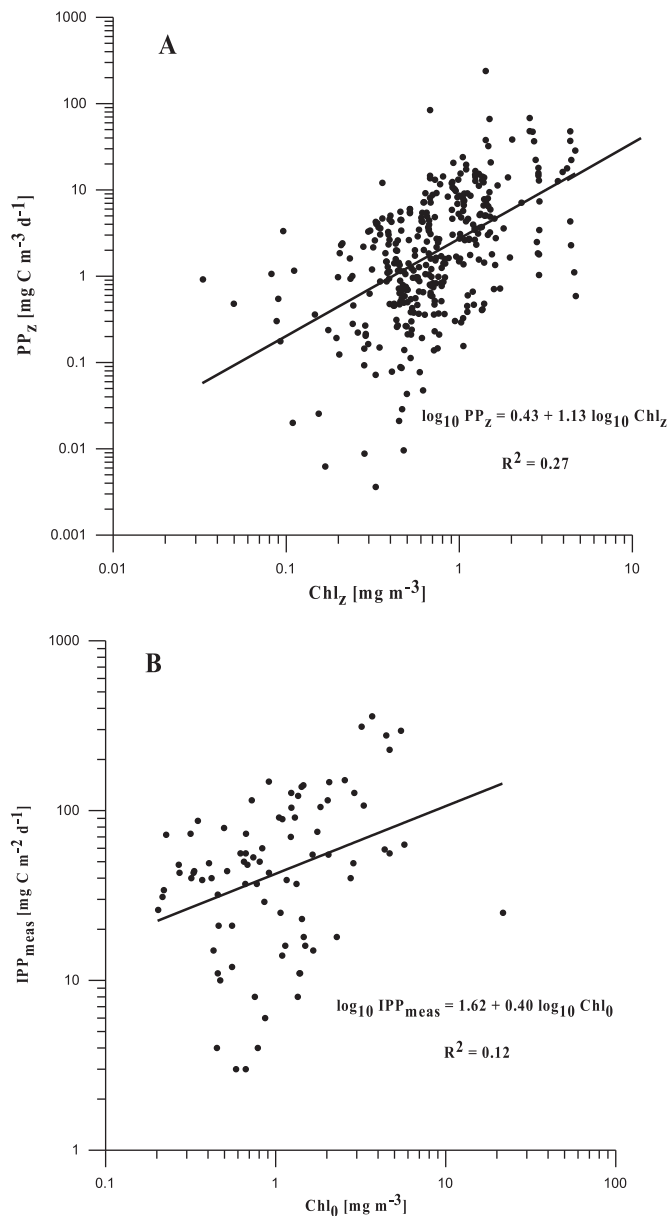 A
1000
100
10
1
0.1
0.01
0.001
PPZ [mg C m-3 d-1]
log10 PPZ = 0.43 + 1.13 log10 ChlZ
R2 = 0.27
0.01 0.1 1 10
ChlZ [mg m-3]
B
1000
100
10
1
IPPmeas [mg C m-2 d-1]
log10 IPPmeas = 1.62 + 0.40 log10 Chl0
R2 = 0.12
0.1 1 10 100
Chl0 [mg m-3]